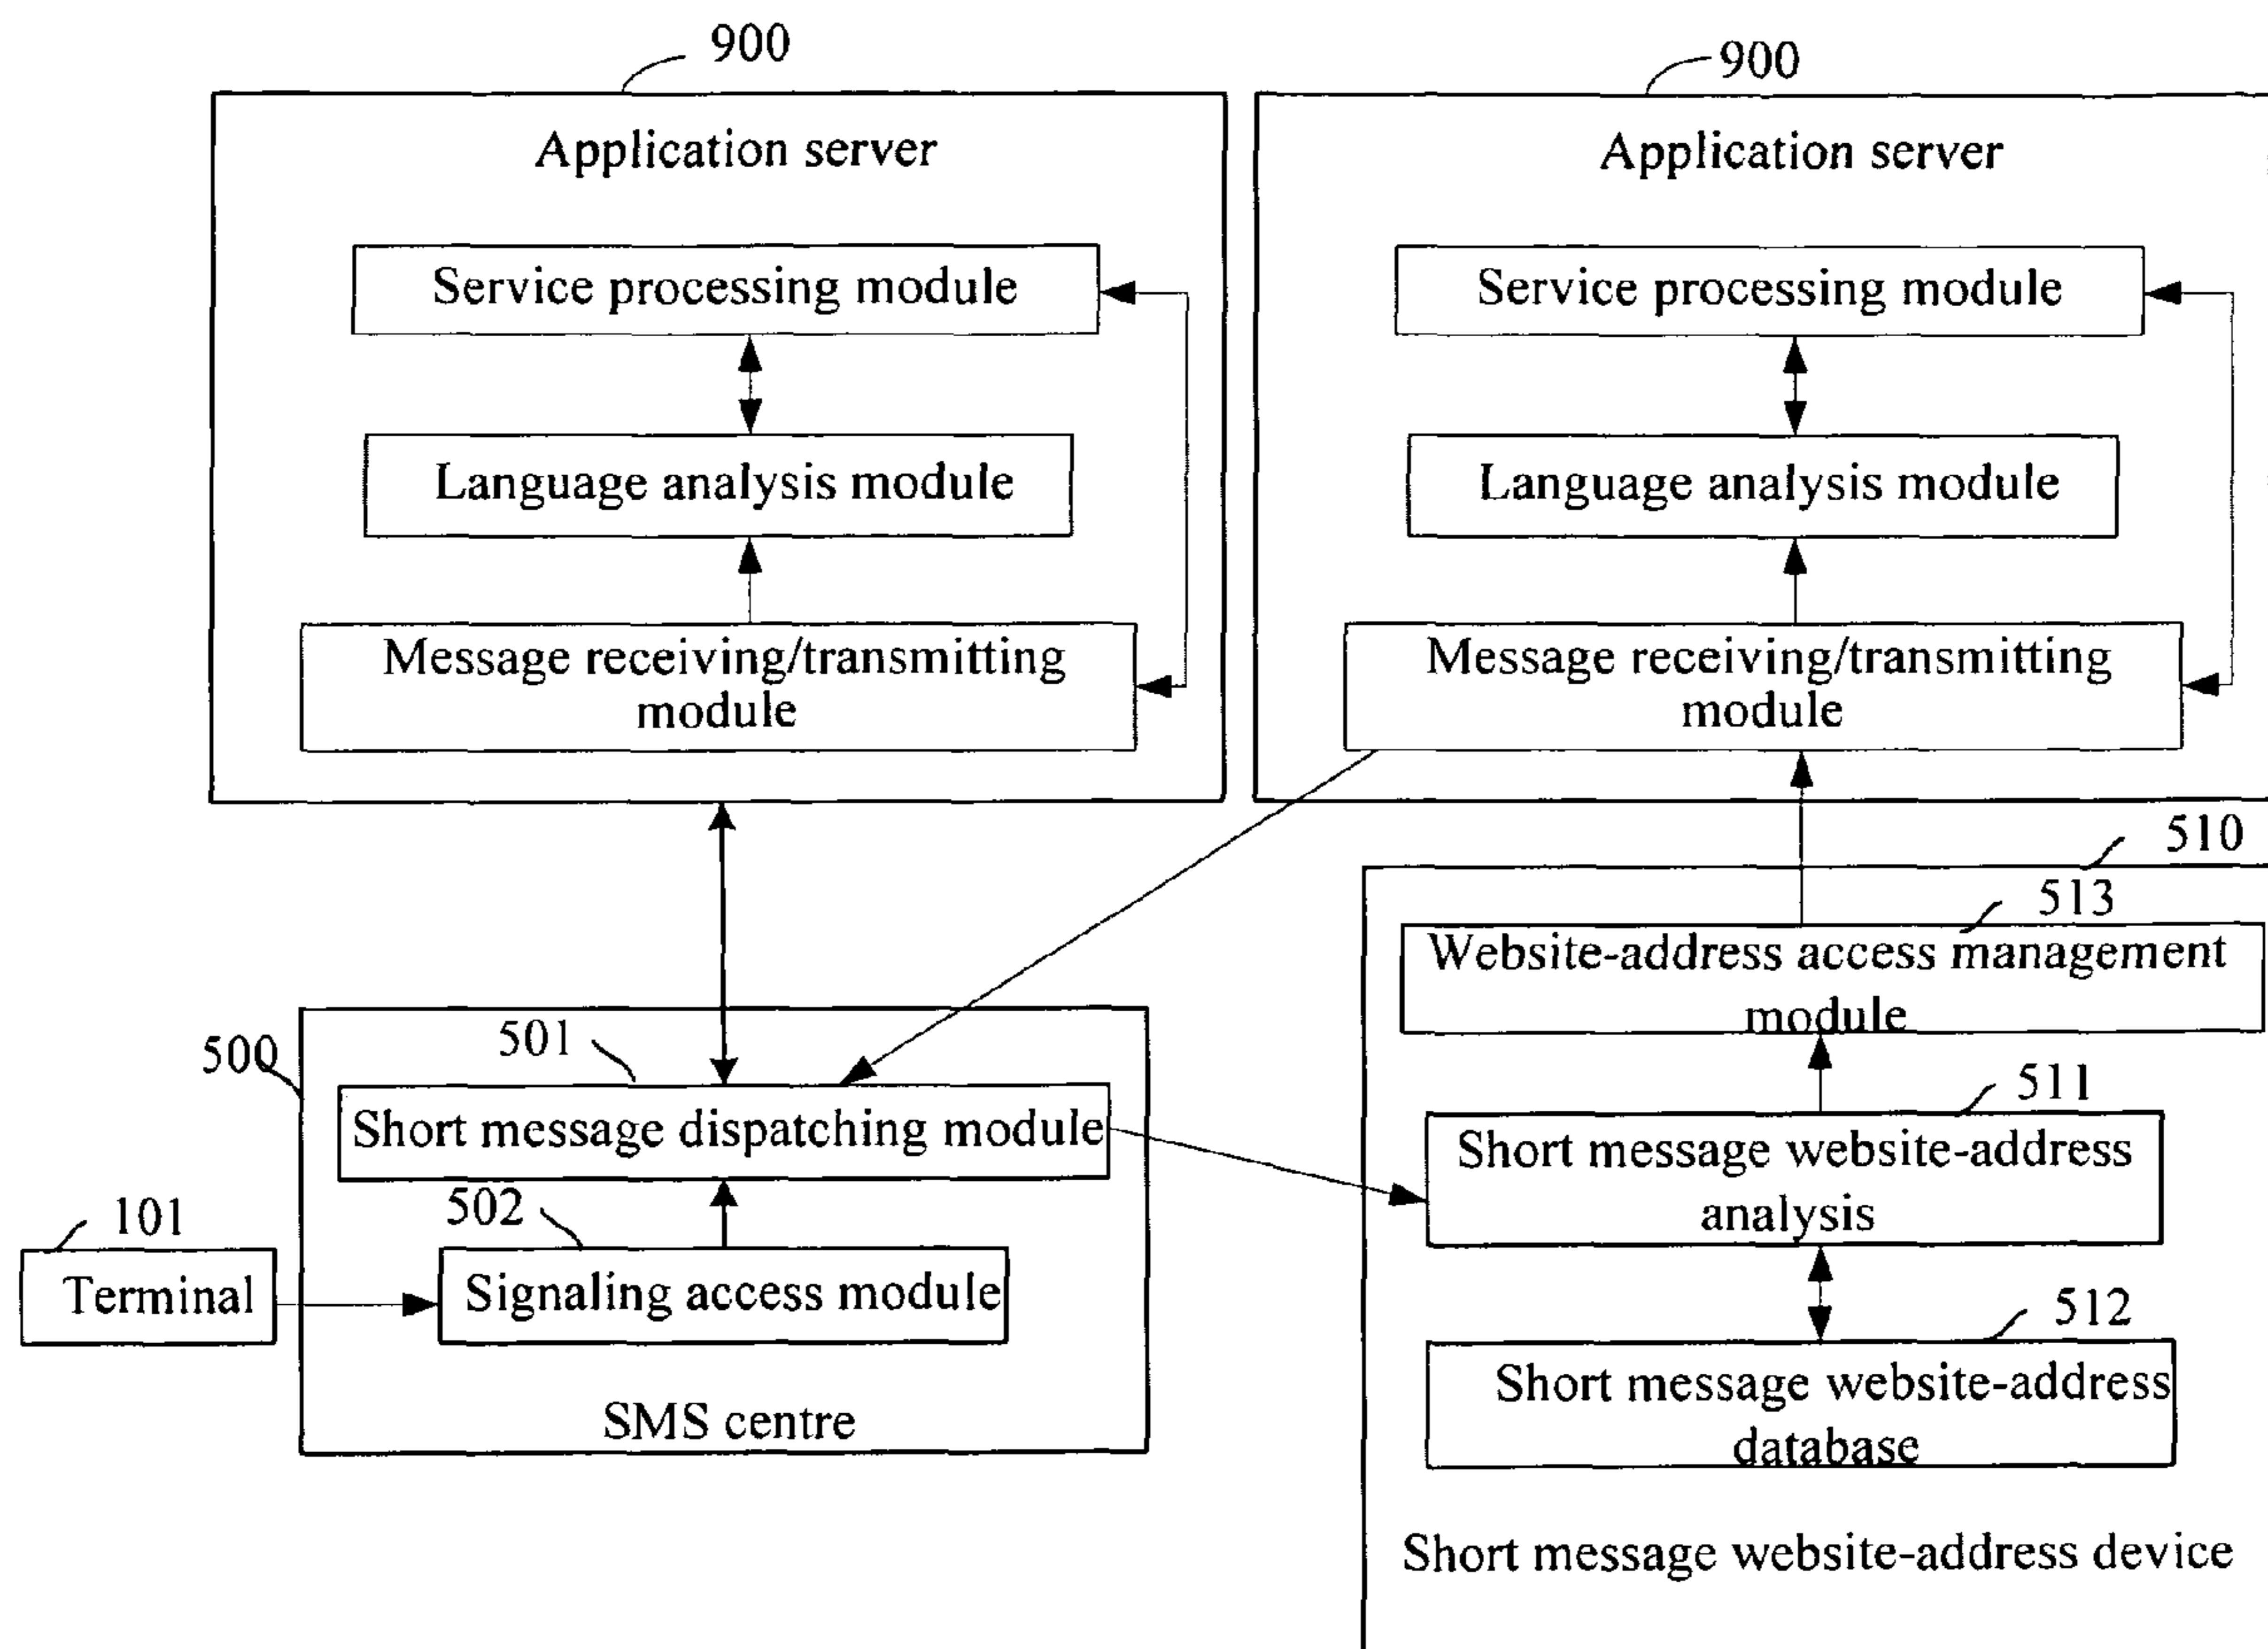 900
Application server
Service processing module
Language analysis module
Message receiving/transmitting
module
900
Application server
Service processing module
Language analysis module
Message receiving/transmitting
module
510
513
Website-address access management
module
511
Short message website-address
analysis
512
Short message website-address
database
Short message website-address device
500
501
Short message dispatching module
502
Signaling access module
SMS centre
101
Terminal